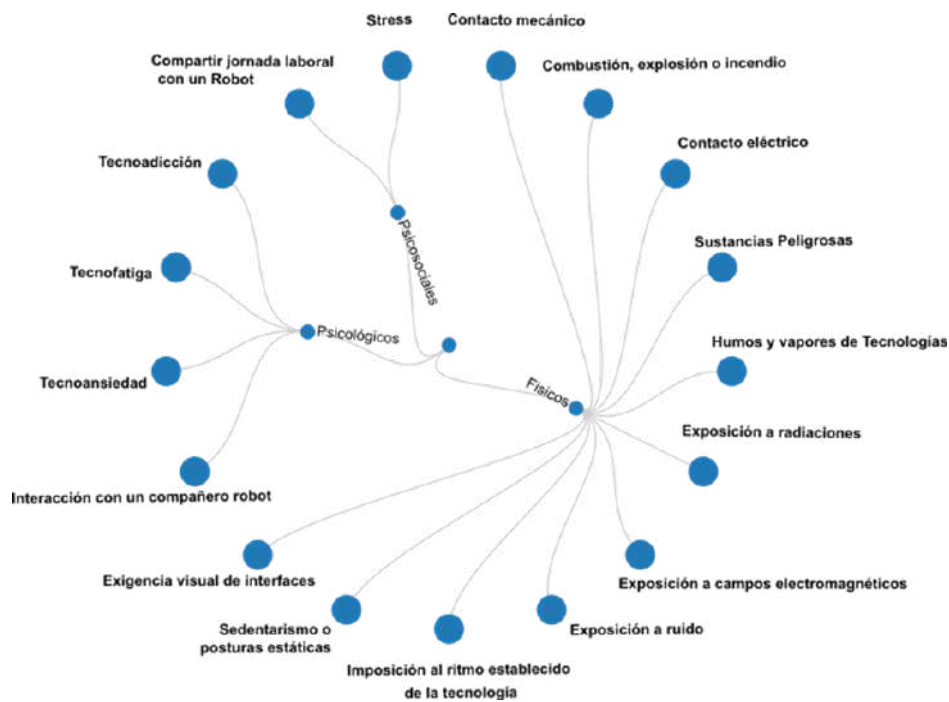 Stress
Contacto mecánico
Compartir jornada laboral
con un Robot
Combustión, explosión o incendio
Tecnoadicción
Contacto eléctrico
Psicosociales
Sustancias Peligrosas
Tecnofatiga
Psicológicos
Humos y vapores de Tecnologías
Tecnoansiedad
Físicos
Exposición a radiaciones
Interacción con un compañero robot
Exigencia visual de interfaces
Exposición a campos electromagnéticos
Sedentarismo o
posturas estáticas
Exposición a ruido
Imposición al ritmo establecido
de la tecnología